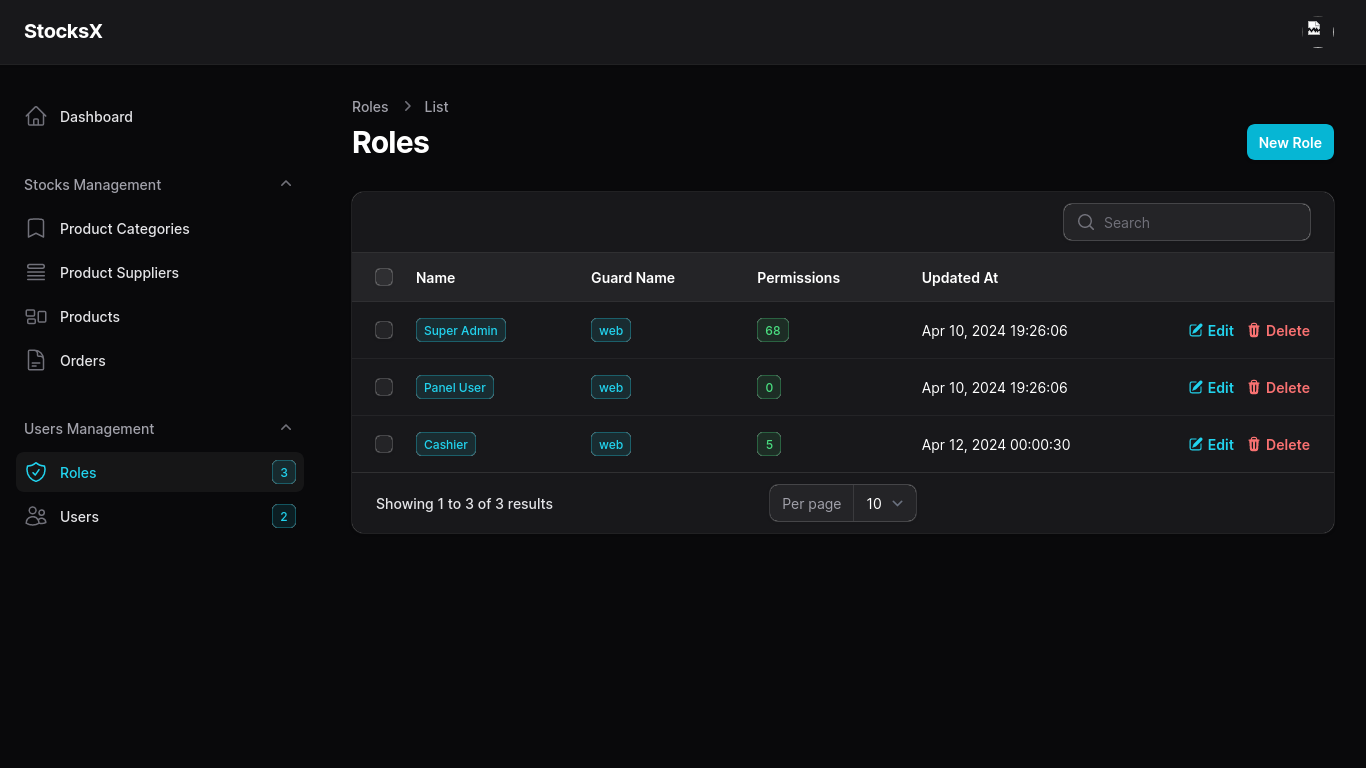 StocksX
Dashboard
Stocks Management
Product Categories
Product Suppliers
Products
Orders
Users Management
Roles 3
Users 2
Roles > List
Roles
New Role
Search
Name Guard Name Permissions Updated At
Super Admin web 68 Apr 10, 2024 19:26:06 Edit Delete
Panel User web 0 Apr 10, 2024 19:26:06 Edit Delete
Cashier web 5 Apr 12, 2024 00:00:30 Edit Delete
Showing 1 to 3 of 3 results Per page 10